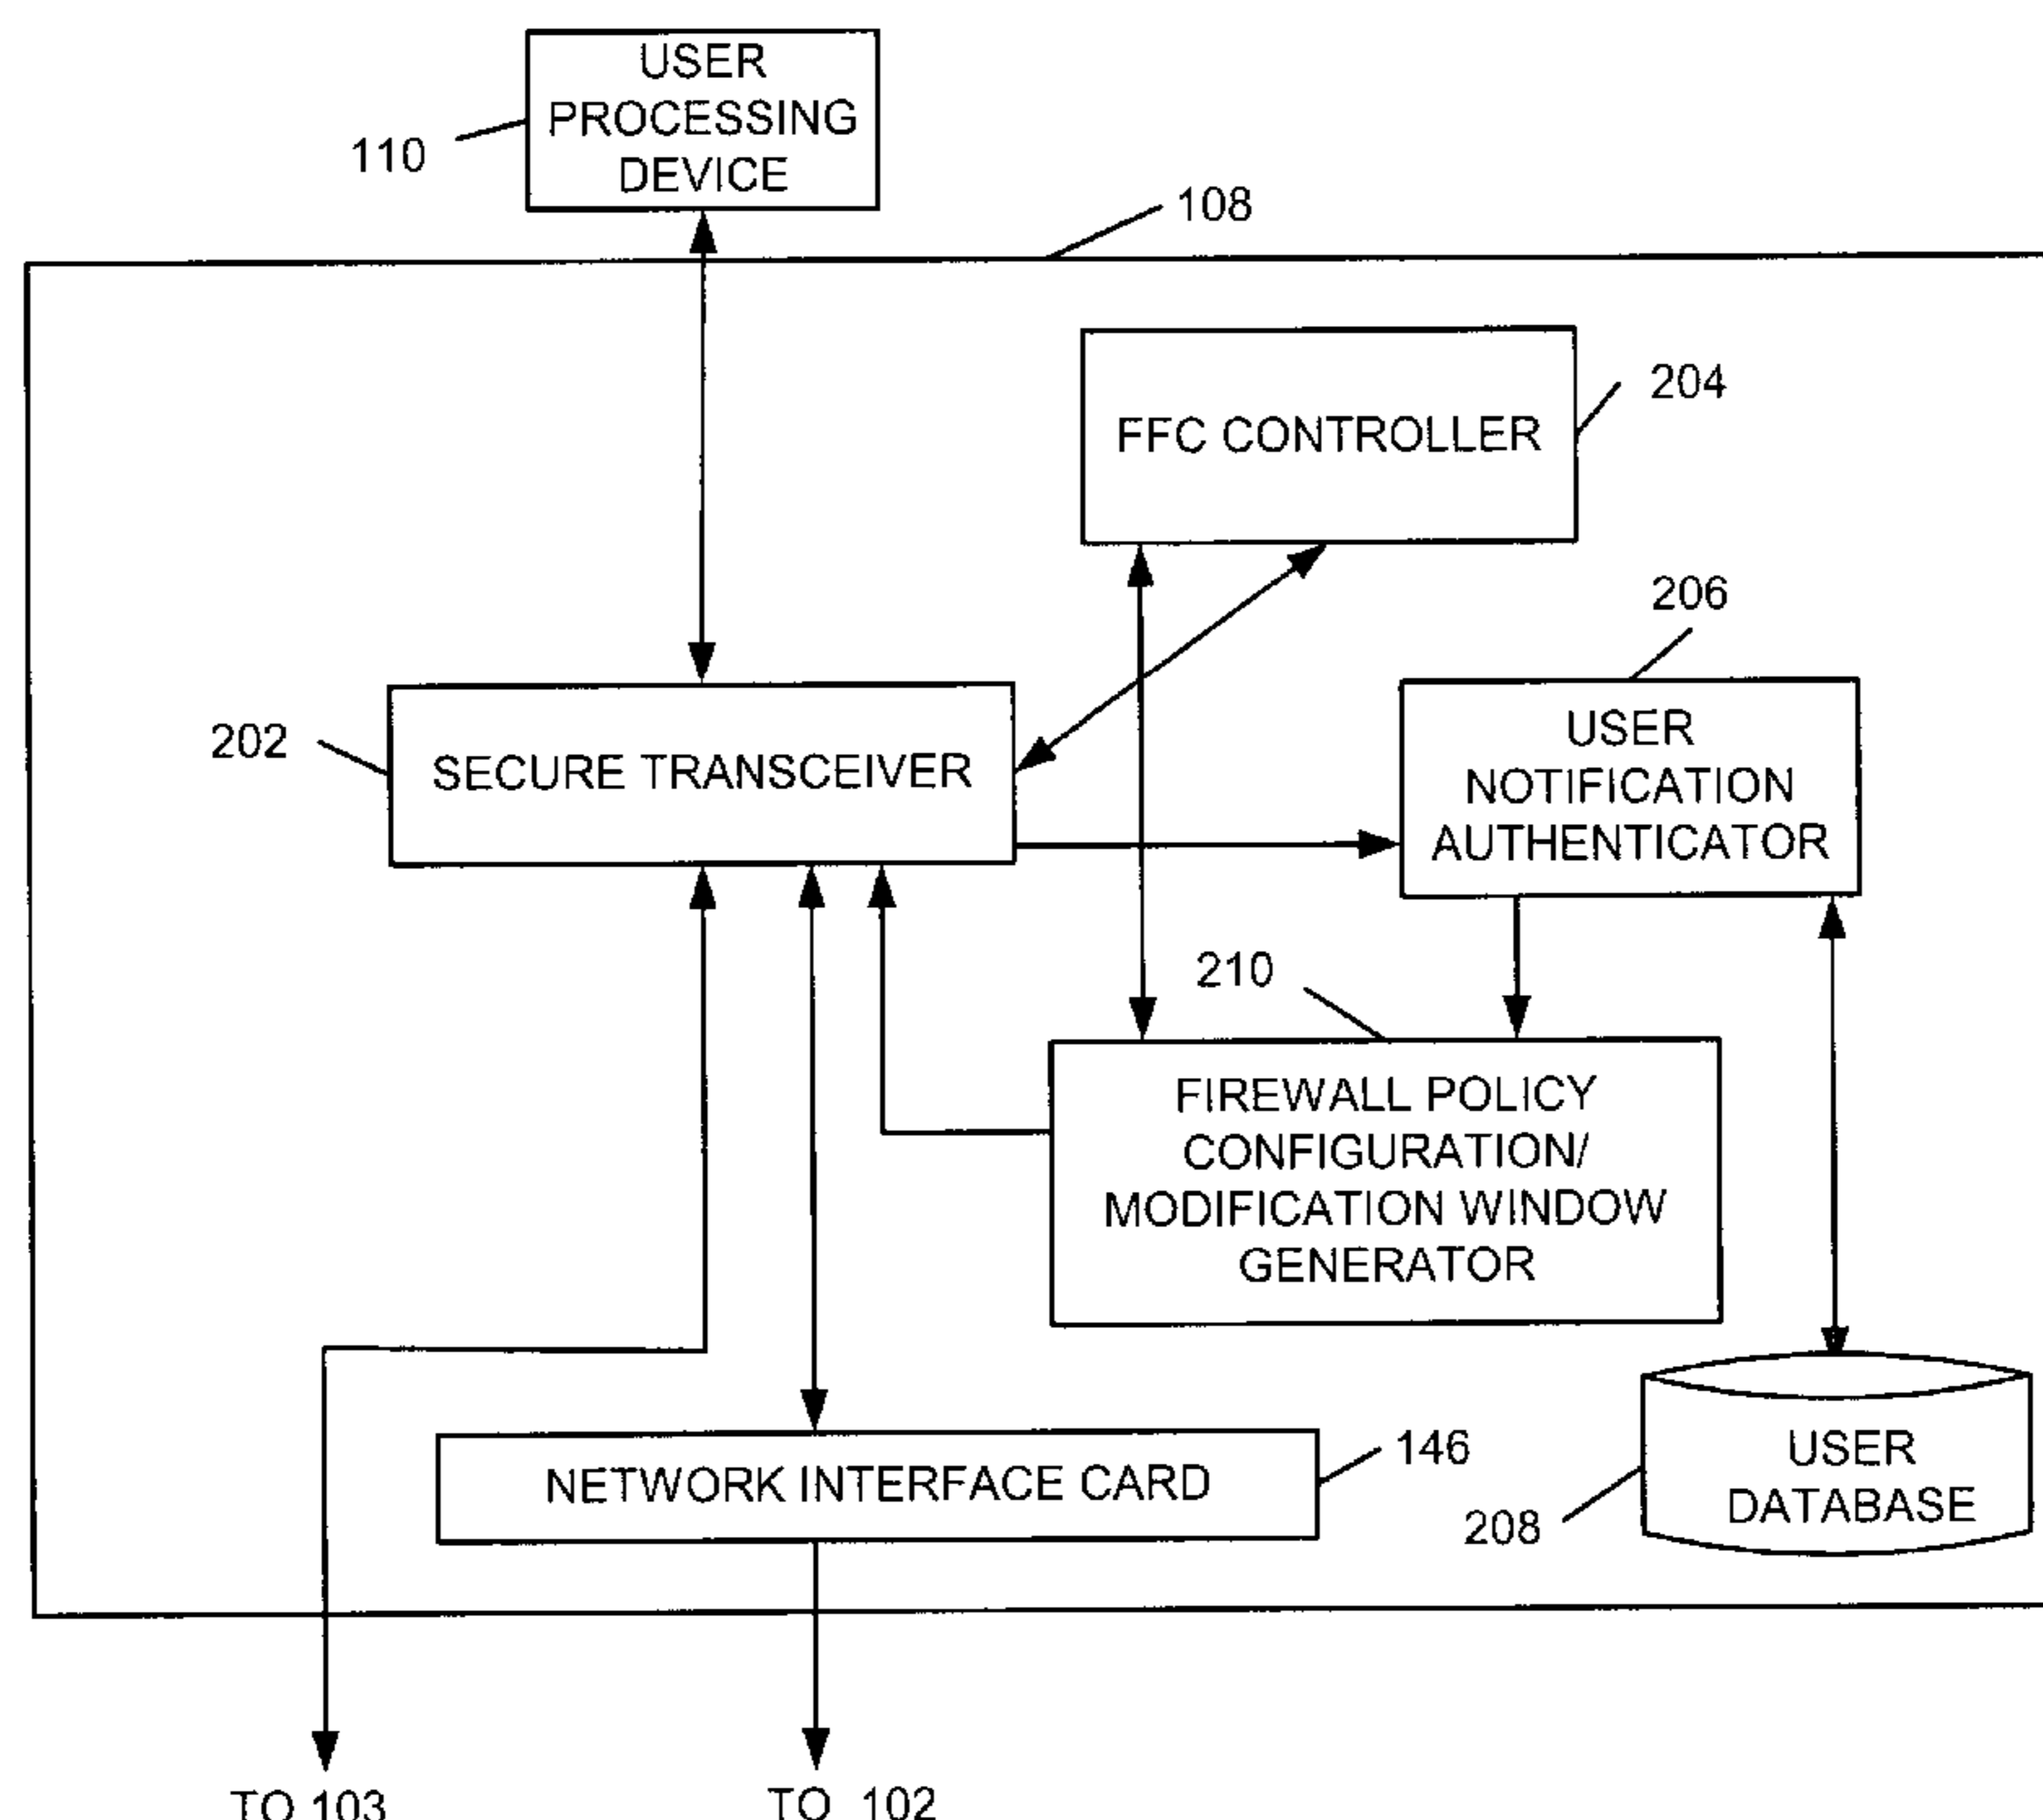 USER
PROCESSING
DEVICE
110
108
FFC CONTROLLER
204
206
SECURE TRANSCEIVER
202
USER
NOTIFICATION
AUTHENTICATOR
210
FIREWALL POLICY
CONFIGURATION/
MODIFICATION WINDOW
GENERATOR
NETWORK INTERFACE CARD
146
USER
DATABASE
208
TO 103
TO 102